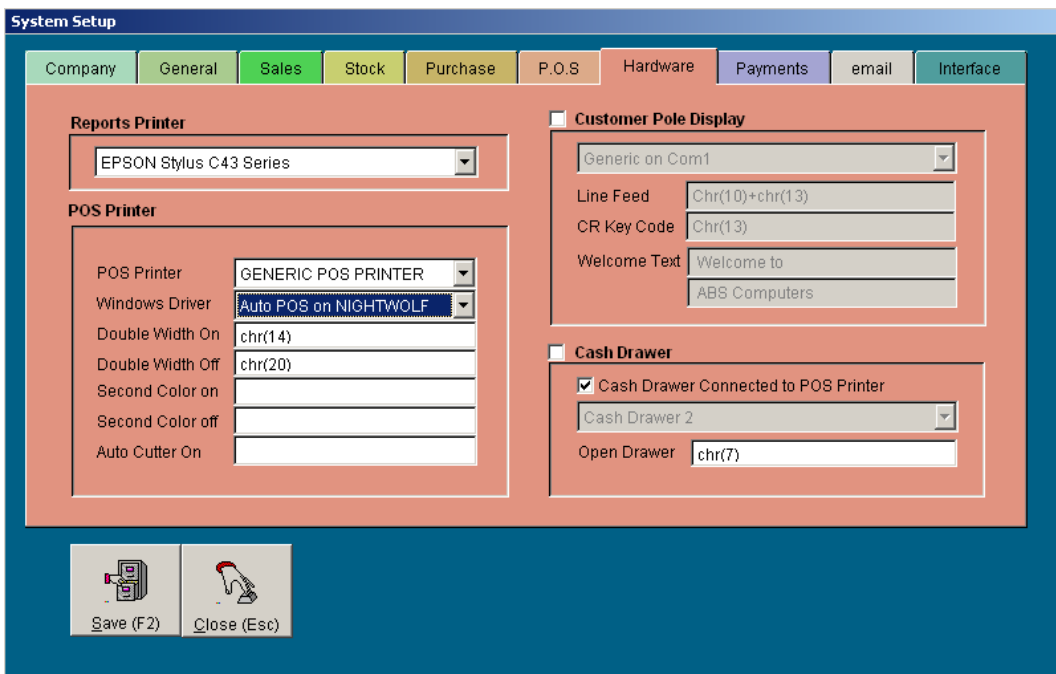 System Setup
Company General Sales Stock Purchase P.O.S Hardware Payments email Interface
Reports Printer
EPSON Stylus C43 Series
POS Printer
POS Printer GENERIC POS PRINTER
Windows Driver Auto POS on NIGHTWOLF
Double Width On chr(14)
Double Width Off chr(20)
Second Color on
Second Color off
Auto Cutter On
Customer Pole Display
Generic on Com1
Line Feed Chr(10)+chr(13)
CR Key Code Chr(13)
Welcome Text Welcome to
ABS Computers
Cash Drawer
Cash Drawer Connected to POS Printer
Cash Drawer 2
Open Drawer chr(7)
Save (F2) Close (Esc)